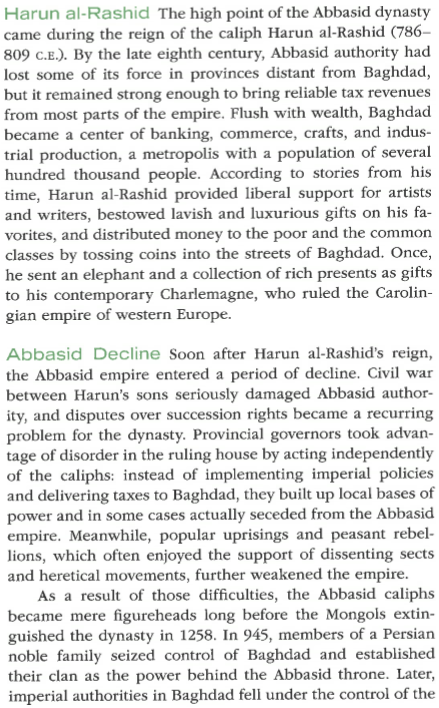 Harun al-Rashid The high point of the Abbasid dynasty
came during the reign of the caliph Harun al-Rashid (786–
809 C.E.). By the late eighth century, Abbasid authority had
lost some of its force in provinces distant from Baghdad,
but it remained strong enough to bring reliable tax revenues
from most parts of the empire. Flush with wealth, Baghdad
became a center of banking, commerce, crafts, and indus-
trial production, a metropolis with a population of several
hundred thousand people. According to stories from his
time, Harun al-Rashid provided liberal support for artists
and writers, bestowed lavish and luxurious gifts on his fa-
vorites, and distributed money to the poor and the common
classes by tossing coins into the streets of Baghdad. Once,
he sent an elephant and a collection of rich presents as gifts
to his contemporary Charlemagne, who ruled the Carolin-
gian empire of western Europe.
Abbasid Decline Soon after Harun al-Rashid's reign,
the Abbasid empire entered a period of decline. Civil war
between Harun's sons seriously damaged Abbasid author-
ity, and disputes over succession rights became a recurring
problem for the dynasty. Provincial governors took advan-
tage of disorder in the ruling house by acting independently
of the caliphs: instead of implementing imperial policies
and delivering taxes to Baghdad, they built up local bases of
power and in some cases actually seceded from the Abbasid
empire. Meanwhile, popular uprisings and peasant rebel-
lions, which often enjoyed the support of dissenting sects
and heretical movements, further weakened the empire.
As a result of those difficulties, the Abbasid caliphs
became mere figureheads long before the Mongols extin-
guished the dynasty in 1258. In 945, members of a Persian
noble family seized control of Baghdad and established
their clan as the power behind the Abbasid throne. Later,
imperial authorities in Baghdad fell under the control of the